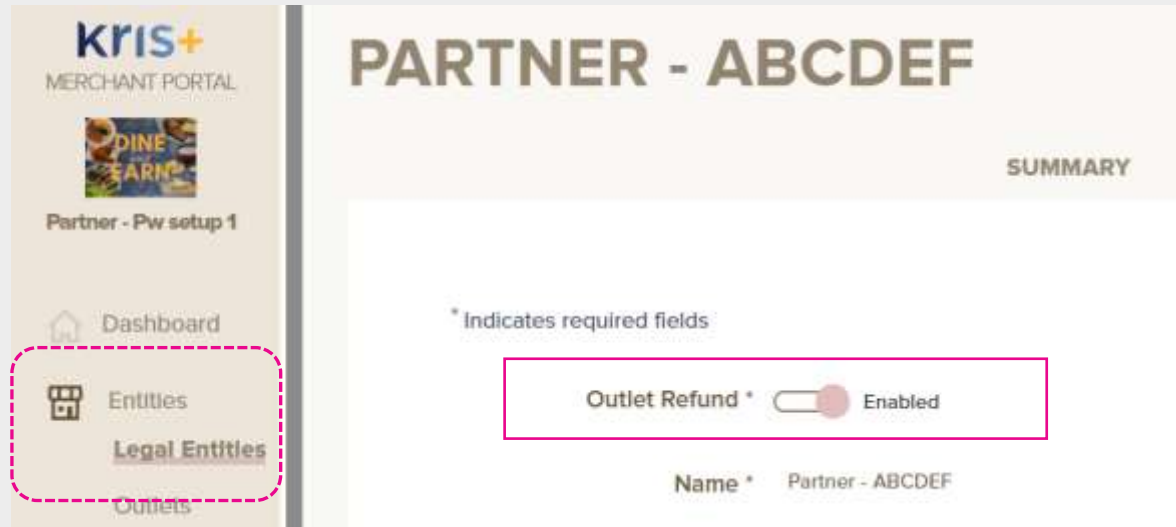 kris+
MERCHANT PORTAL
DINE
EARN
Partner - Pw setup 1
Dashboard
Entities
Legal Entities
Outlets
PARTNER - ABCDEF
SUMMARY
* Indicates required fields
Outlet Refund * Enabled
Name * Partner - ABCDEF